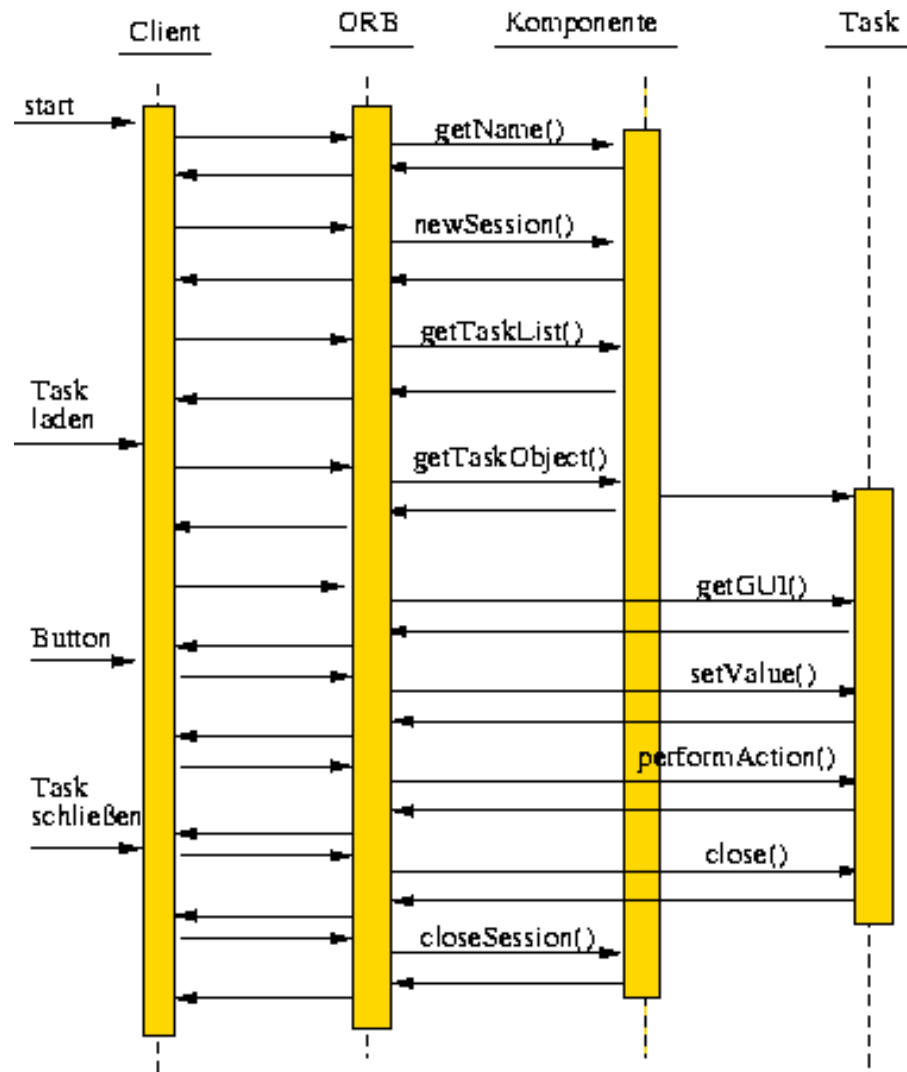 Client
ORB
Komponente
Task
start
getName()
newSession()
getTaskList()
Task
laden
getTaskObject()
getGUI()
Button
setValue()
performAction()
Task
schließen
close()
closeSession()